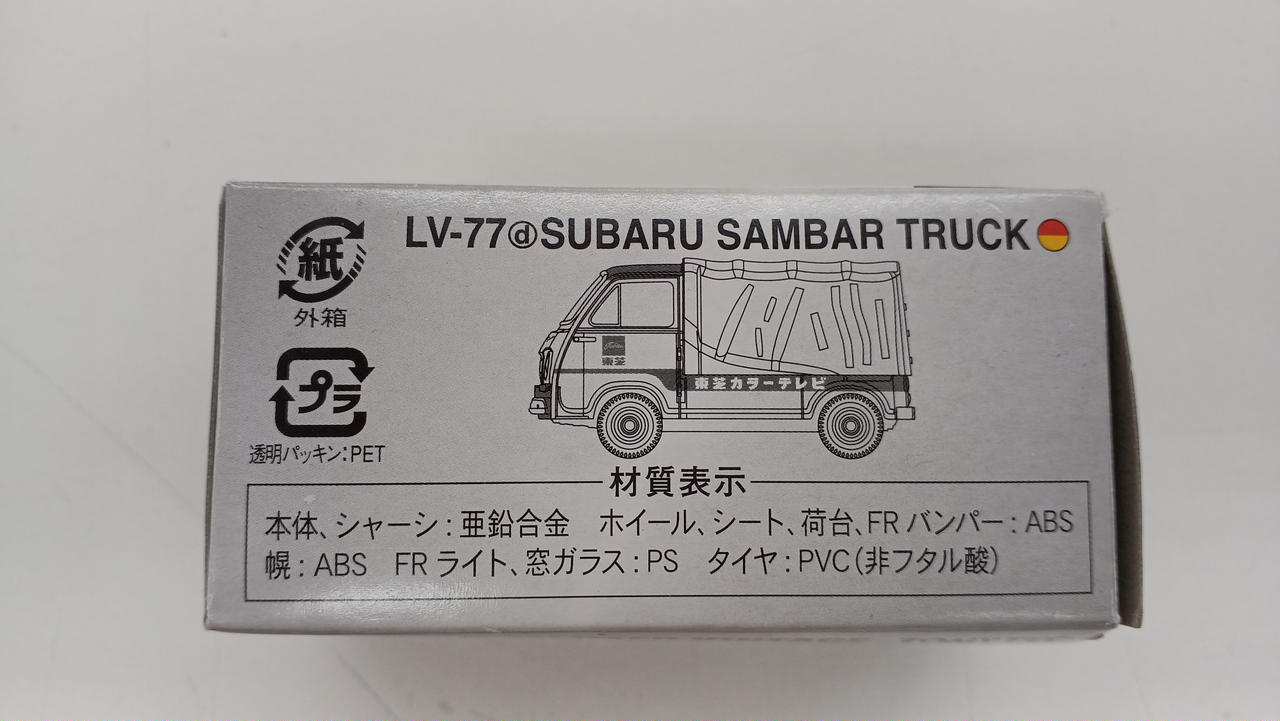 LV-77ⓓSUBARU SAMBAR TRUCK
紙
外箱
プラ
透明パッキン:PET
東芝
東芝カラーテレビ
材質表示
本体、シャーシ:亜鉛合金 ホイール、シート、荷台、FRバンパー:ABS
幌:ABS FRライト、窓ガラス:PS タイヤ:PVC(非フタル酸)